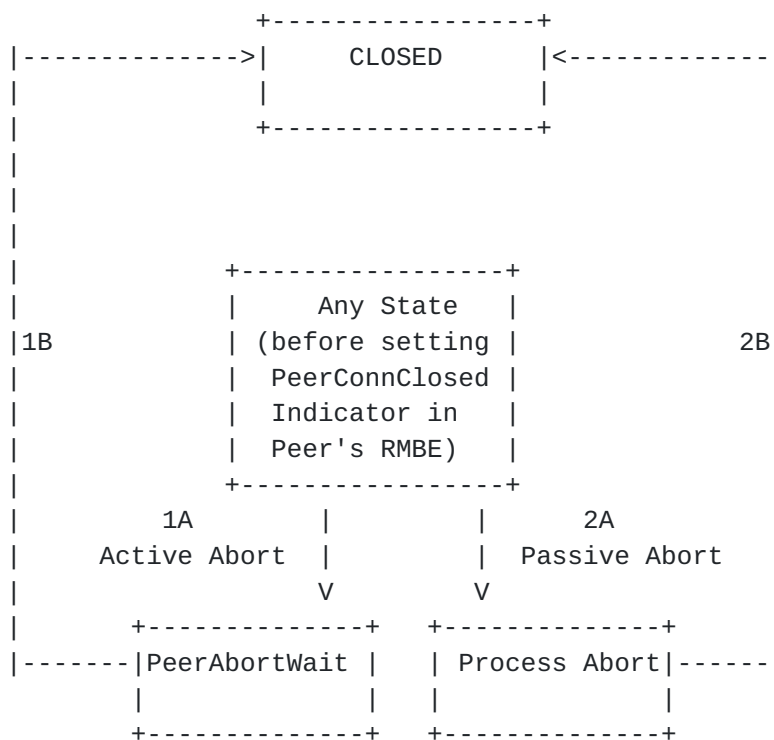 CLOSED
Any State
(before setting
1B
2B
PeerConnClosed
Indicator in
Peer's RMBE)
1A
2A
Active Abort
Passive Abort
V
V
PeerAbortWait
Process Abort